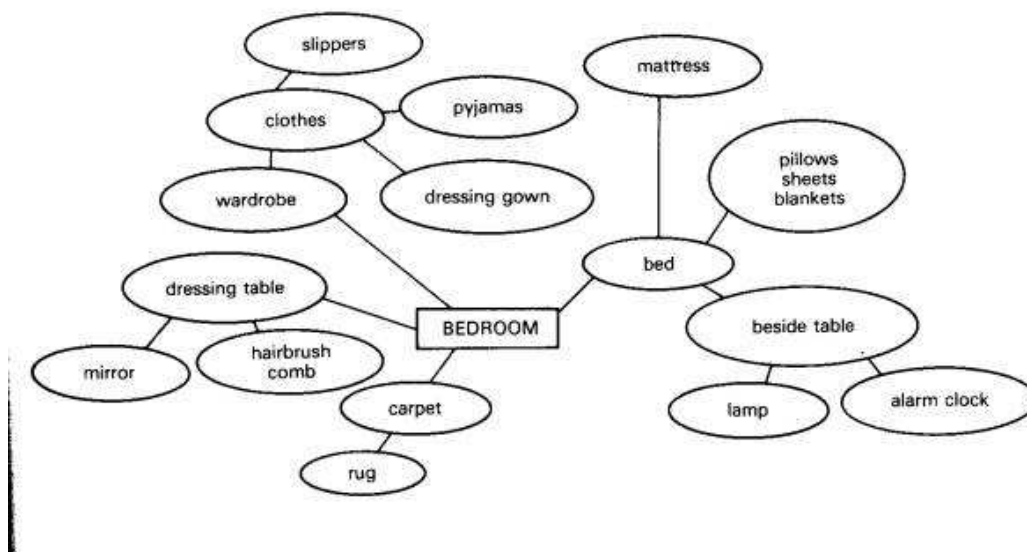 slippers
mattress
clothes
pyjamas
pillows
sheets
blankets
wardrobe
dressing gown
bed
dressing table
BEDROOM
beside table
hairbrush
comb
mirror
carpet
lamp
alarm clock
rug